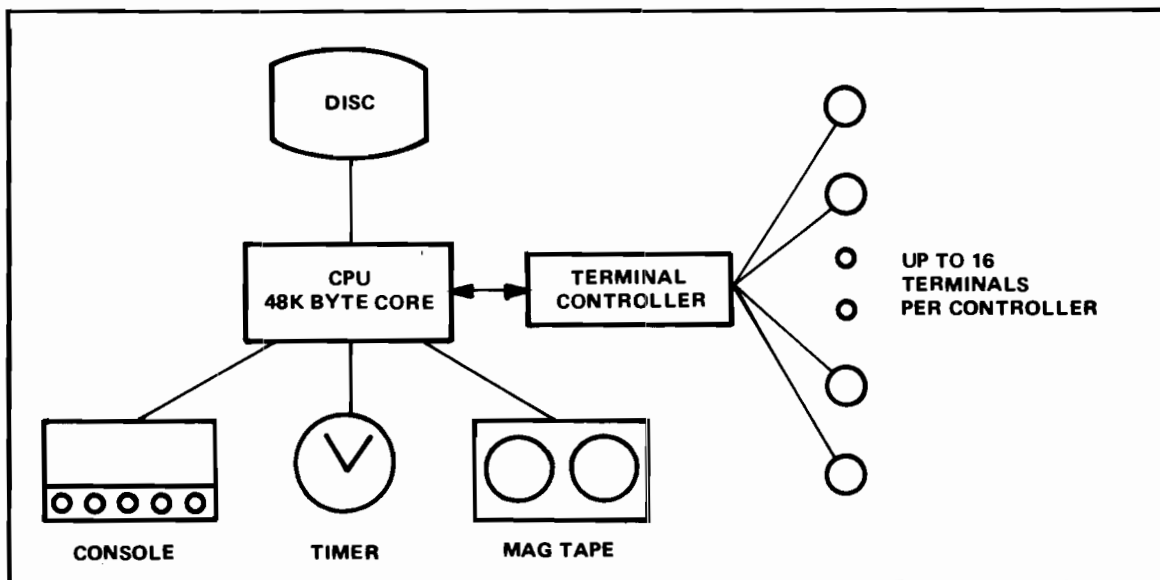 DISC
CPU
48K BYTE CORE
TERMINAL
CONTROLLER
UP TO 16
TERMINALS
PER CONTROLLER
CONSOLE
TIMER
MAG TAPE